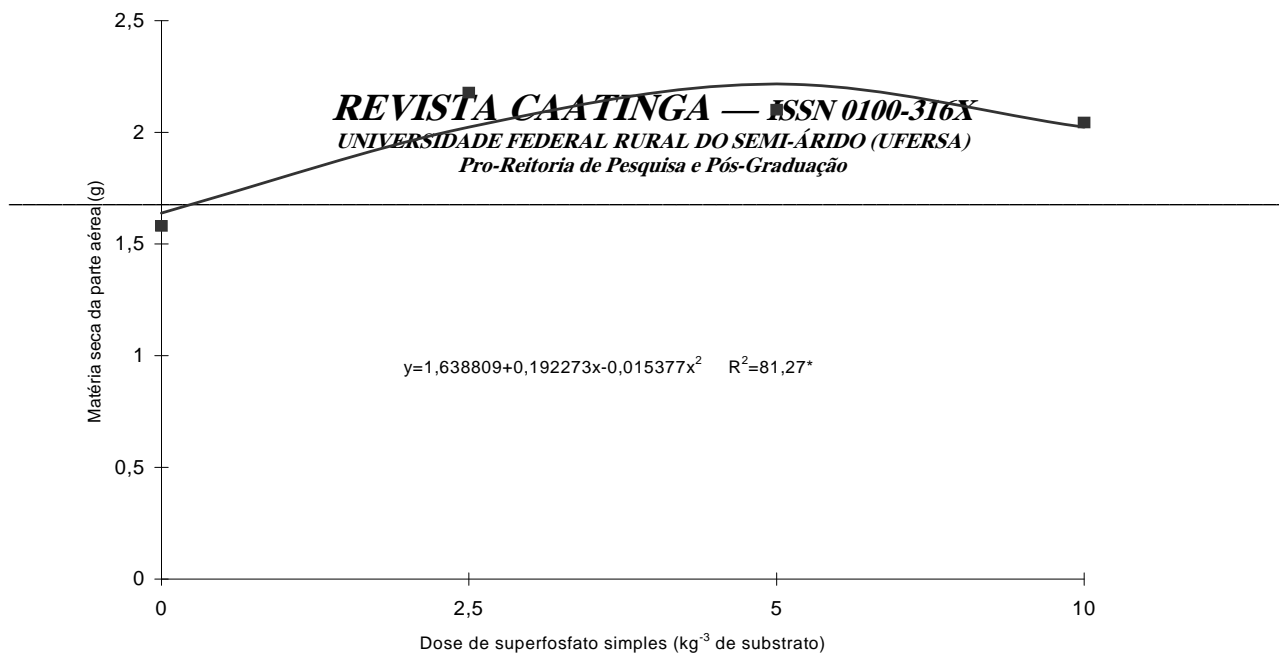 2,5
REVISTA CAATINGA — ISSN 0100-316X
UNIVERSIDADE FEDERAL RURAL DO SEMI-ÁRIDO (UFERSA)
Pro-Reitoria de Pesquisa e Pós-Graduação
2
1,5
Matéria seca da parte aérea (g)
1
y=1,638809+0,192273x-0,015377x² R²=81,27*
0,5
0
0 2,5 5 10
Dose de superfosfato simples (kg⁻³ de substrato)